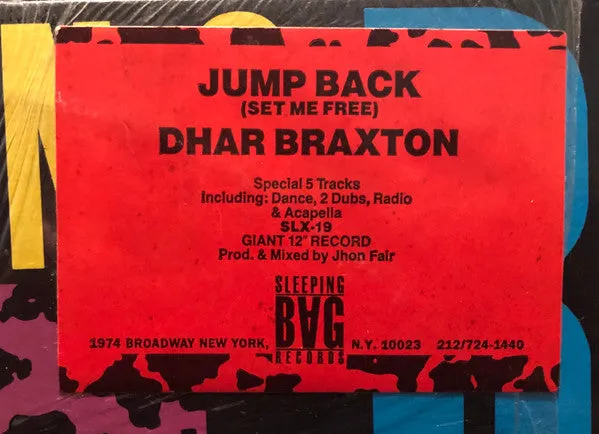 JUMP BACK
(SET ME FREE)
DHAR BRAXTON
Special 5 Tracks
Including: Dance, 2 Dubs, Radio
& Acapella
SLX-19
GIANT 12" RECORD
Prod. & Mixed by Jhon Fair
SLEEPING
BAG
RECORDS
1974 BROADWAY NEW YORK, N.Y. 10023 212/724-1440